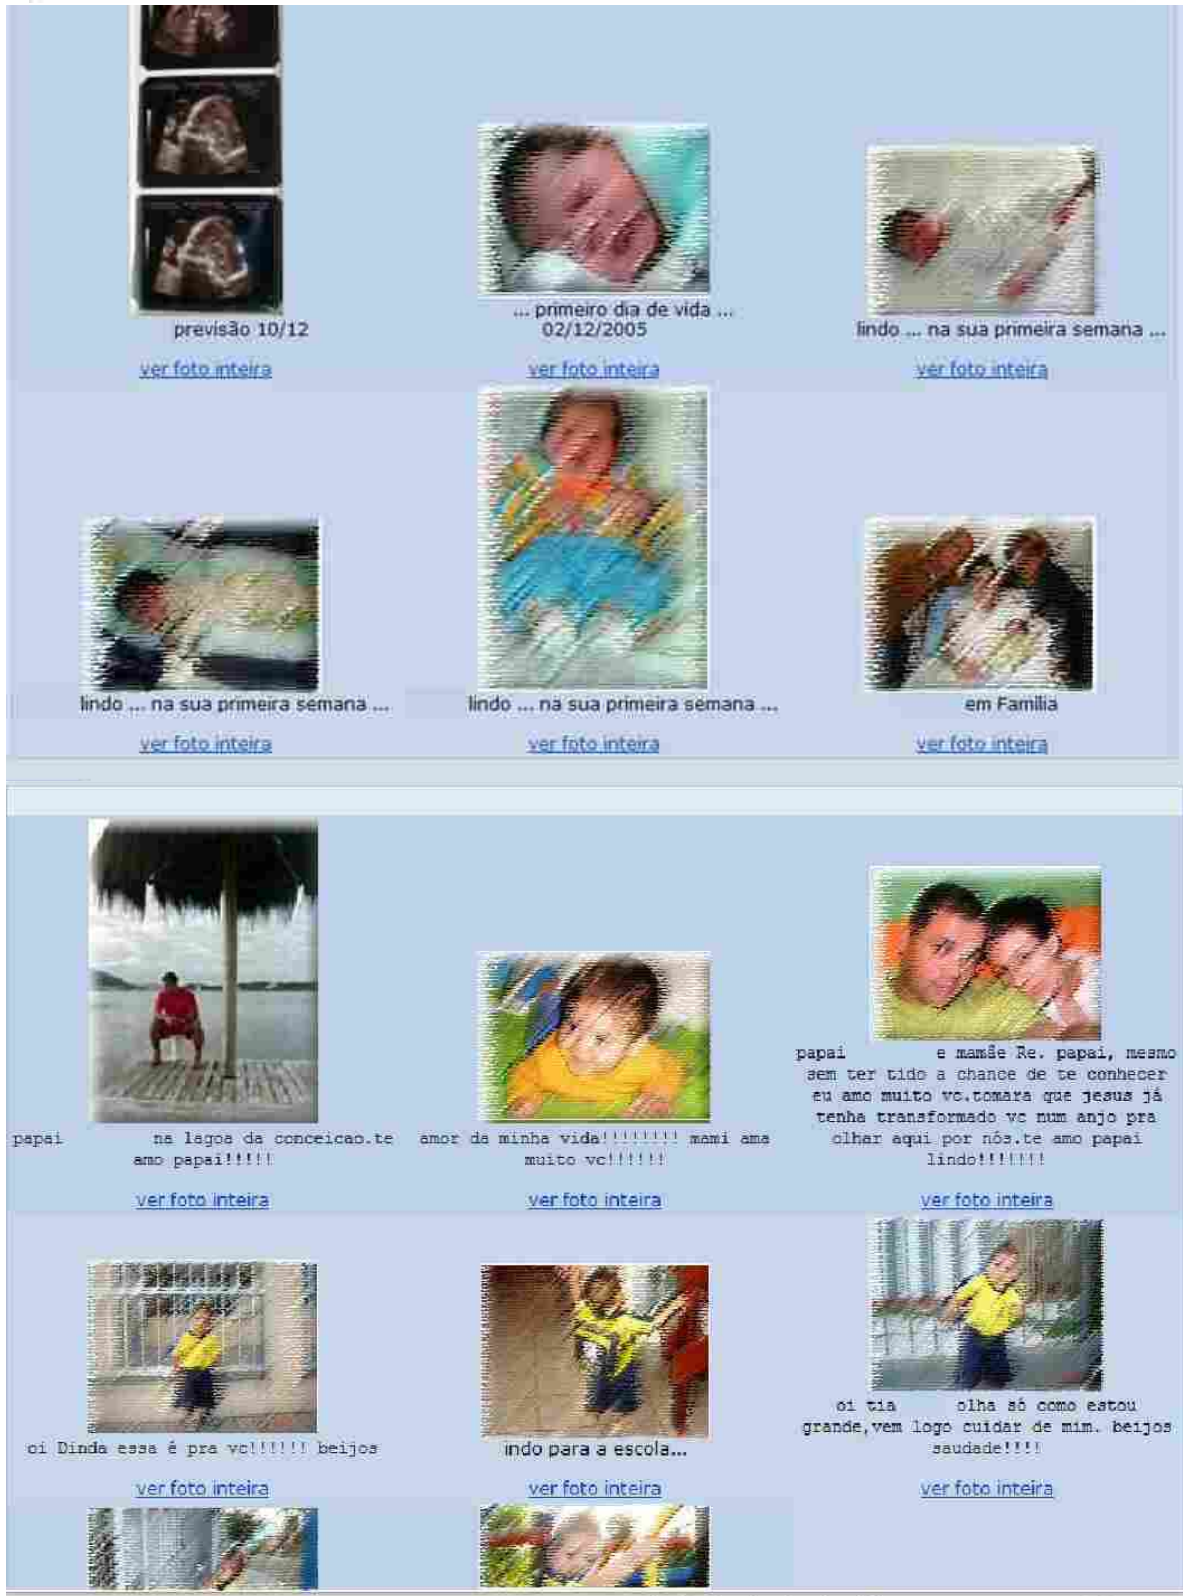 previsão 10/12
... primeiro dia de vida ...
02/12/2005
lindo ... na sua primeira semana ...
ver foto inteira
ver foto inteira
ver foto inteira
lindo ... na sua primeira semana ...
lindo ... na sua primeira semana ...
em Familia
ver foto inteira
ver foto inteira
ver foto inteira
papai na lagoa da conceicao.te
amo papai!!!!!
ver foto inteira
amor da minha vida!!!!!!!! mami ama
muito vc!!!!!!
ver foto inteira
papai e mamãe Re. papai, mesmo
sem ter tido a chance de te conhecer
eu amo muito vc.tomara que jesus já
tenha transformado vc num anjo pra
olhar aqui por nós.te amo papai
lindo!!!!!!!
ver foto inteira
oi Dinda essa é pra vc!!!!!! beijos
ver foto inteira
indo para a escola...
ver foto inteira
oi tia olha só como estou
grande,vem logo cuidar de mim. beijos
saudade!!!!
ver foto inteira